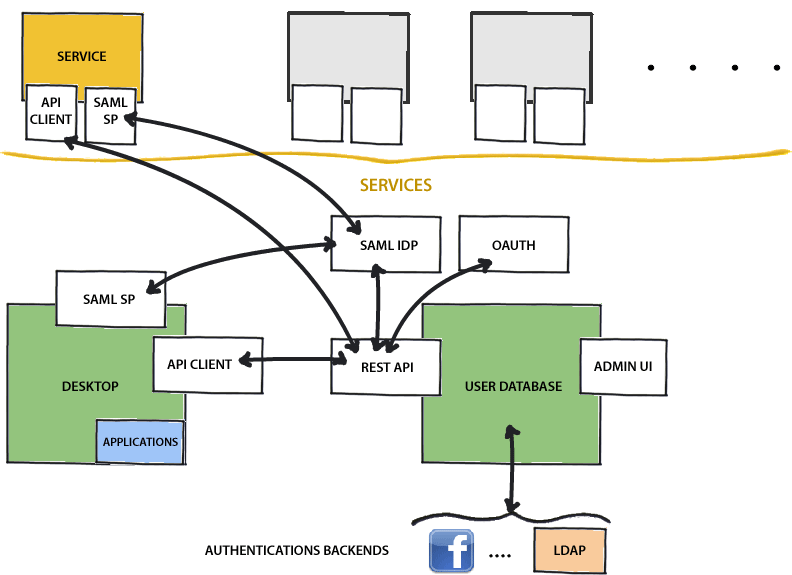 SERVICE
API
CLIENT
SAML
SP
. . . .
SERVICES
SAML IDP
OAUTH
SAML SP
API CLIENT
REST API
DESKTOP
USER DATABASE
ADMIN UI
APPLICATIONS
AUTHENTICATIONS BACKENDS
f
....
LDAP